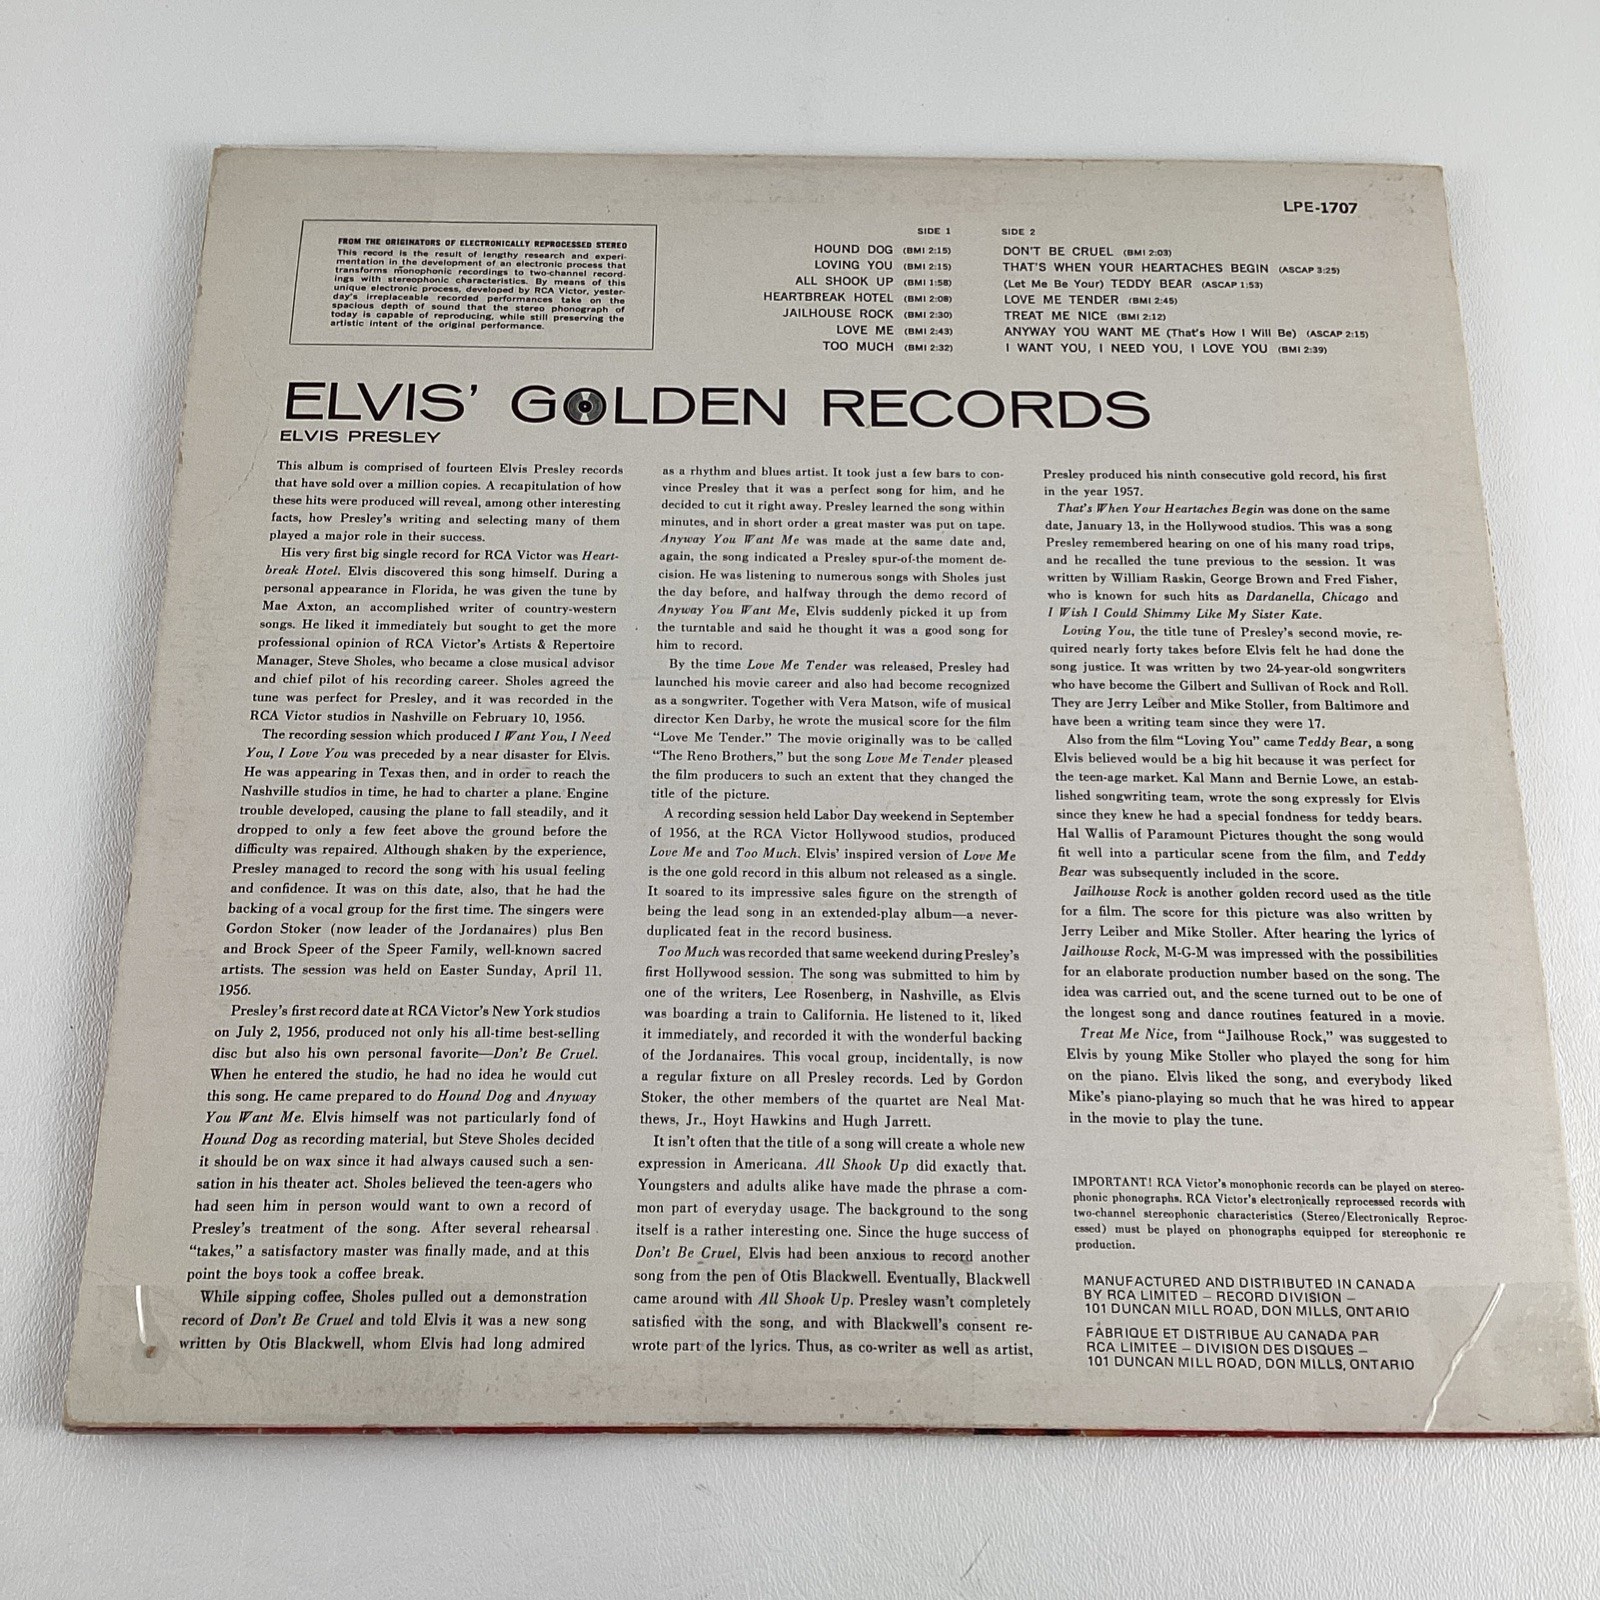 LPE-1707
FROM THE ORIGINATORS OF ELECTRONICALLY REPROCESSED STEREO
This record is the result of lengthy research and experi-
mentation in the development of an electronic process that
transforms monophonic recordings to two-channel record-
ings with stereophonic characteristics. By means of this
unique electronic process, developed by RCA Victor, yester-
day's irreplaceable recorded performances take on the
spacious depth of sound that the stereo phonograph of
today is capable of reproducing, while still preserving the
artistic intent of the original performance.
SIDE 1
HOUND DOG (BMI 2:15)
LOVING YOU (BMI 2:15)
ALL SHOOK UP (BMI 1:58)
HEARTBREAK HOTEL (BMI 2:08)
JAILHOUSE ROCK (BMI 2:30)
LOVE ME (BMI 2:43)
TOO MUCH (BMI 2:32)
SIDE 2
DON'T BE CRUEL (BMI 2:03)
THAT'S WHEN YOUR HEARTACHES BEGIN (ASCAP 3:25)
(Let Me Be Your) TEDDY BEAR (ASCAP 1:53)
LOVE ME TENDER (BMI 2:45)
TREAT ME NICE (BMI 2:12)
ANYWAY YOU WANT ME (That's How I Will Be) (ASCAP 2:15)
I WANT YOU, I NEED YOU, I LOVE YOU (BMI 2:39)
ELVIS' GOLDEN RECORDS
ELVIS PRESLEY
This album is comprised of fourteen Elvis Presley records
that have sold over a million copies. A recapitulation of how
these hits were produced will reveal, among other interesting
facts, how Presley's writing and selecting many of them
played a major role in their success.
His very first big single record for RCA Victor was Heart-
break Hotel. Elvis discovered this song himself. During a
personal appearance in Florida, he was given the tune by
Mae Axton, an accomplished writer of country-western
songs. He liked it immediately but sought to get the more
professional opinion of RCA Victor's Artists & Repertoire
Manager, Steve Sholes, who became a close musical advisor
and chief pilot of his recording career. Sholes agreed the
tune was perfect for Presley, and it was recorded in the
RCA Victor studios in Nashville on February 10, 1956.
The recording session which produced I Want You, I Need
You, I Love You was preceded by a near disaster for Elvis.
He was appearing in Texas then, and in order to reach the
Nashville studios in time, he had to charter a plane. Engine
trouble developed, causing the plane to fall steadily, and it
dropped to only a few feet above the ground before the
difficulty was repaired. Although shaken by the experience,
Presley managed to record the song with his usual feeling
and confidence. It was on this date, also, that he had the
backing of a vocal group for the first time. The singers were
Gordon Stoker (now leader of the Jordanaires) plus Ben
and Brock Speer of the Speer Family, well-known sacred
artists. The session was held on Easter Sunday, April 11,
1956.
Presley's first record date at RCA Victor's New York studios
on July 2, 1956, produced not only his all-time best-selling
disc but also his own personal favorite—Don't Be Cruel.
When he entered the studio, he had no idea he would cut
this song. He came prepared to do Hound Dog and Anyway
You Want Me. Elvis himself was not particularly fond of
Hound Dog as recording material, but Steve Sholes decided
it should be on wax since it had always caused such a sen-
sation in his theater act. Sholes believed the teen-agers who
had seen him in person would want to own a record of
Presley's treatment of the song. After several rehearsal
"takes," a satisfactory master was finally made, and at this
point the boys took a coffee break.
While sipping coffee, Sholes pulled out a demonstration
record of Don't Be Cruel and told Elvis it was a new song
written by Otis Blackwell, whom Elvis had long admired
as a rhythm and blues artist. It took just a few bars to con-
vince Presley that it was a perfect song for him, and he
decided to cut it right away. Presley learned the song within
minutes, and in short order a great master was put on tape.
Anyway You Want Me was made at the same date and,
again, the song indicated a Presley spur-of-the moment de-
cision. He was listening to numerous songs with Sholes just
the day before, and halfway through the demo record of
Anyway You Want Me, Elvis suddenly picked it up from
the turntable and said he thought it was a good song for
him to record.
By the time Love Me Tender was released, Presley had
launched his movie career and also had become recognized
as a songwriter. Together with Vera Matson, wife of musical
director Ken Darby, he wrote the musical score for the film
"Love Me Tender." The movie originally was to be called
"The Reno Brothers," but the song Love Me Tender pleased
the film producers to such an extent that they changed the
title of the picture.
A recording session held Labor Day weekend in September
of 1956, at the RCA Victor Hollywood studios, produced
Love Me and Too Much. Elvis' inspired version of Love Me
is the one gold record in this album not released as a single.
It soared to its impressive sales figure on the strength of
being the lead song in an extended-play album—a never-
duplicated feat in the record business.
Too Much was recorded that same weekend during Presley's
first Hollywood session. The song was submitted to him by
one of the writers, Lee Rosenberg, in Nashville, as Elvis
was boarding a train to California. He listened to it, liked
it immediately, and recorded it with the wonderful backing
of the Jordanaires. This vocal group, incidentally, is now
a regular fixture on all Presley records. Led by Gordon
Stoker, the other members of the quartet are Neal Mat-
thews, Jr., Hoyt Hawkins and Hugh Jarrett.
It isn't often that the title of a song will create a whole new
expression in Americana. All Shook Up did exactly that.
Youngsters and adults alike have made the phrase a com-
mon part of everyday usage. The background to the song
itself is a rather interesting one. Since the huge success of
Don't Be Cruel, Elvis had been anxious to record another
song from the pen of Otis Blackwell. Eventually, Blackwell
came around with All Shook Up. Presley wasn't completely
satisfied with the song, and with Blackwell's consent re-
wrote part of the lyrics. Thus, as co-writer as well as artist,
Presley produced his ninth consecutive gold record, his first
in the year 1957.
That's When Your Heartaches Begin was done on the same
date, January 13, in the Hollywood studios. This was a song
Presley remembered hearing on one of his many road trips,
and he recalled the tune previous to the session. It was
written by William Raskin, George Brown and Fred Fisher,
who is known for such hits as Dardanella, Chicago and
I Wish I Could Shimmy Like My Sister Kate.
Loving You, the title tune of Presley's second movie, re-
quired nearly forty takes before Elvis felt he had done the
song justice. It was written by two 24-year-old songwriters
who have become the Gilbert and Sullivan of Rock and Roll.
They are Jerry Leiber and Mike Stoller, from Baltimore and
have been a writing team since they were 17.
Also from the film "Loving You" came Teddy Bear, a song
Elvis believed would be a big hit because it was perfect for
the teen-age market. Kal Mann and Bernie Lowe, an estab-
lished songwriting team, wrote the song expressly for Elvis
since they knew he had a special fondness for teddy bears.
Hal Wallis of Paramount Pictures thought the song would
fit well into a particular scene from the film, and Teddy
Bear was subsequently included in the score.
Jailhouse Rock is another golden record used as the title
for a film. The score for this picture was also written by
Jerry Leiber and Mike Stoller. After hearing the lyrics of
Jailhouse Rock, M-G-M was impressed with the possibilities
for an elaborate production number based on the song. The
idea was carried out, and the scene turned out to be one of
the longest song and dance routines featured in a movie.
Treat Me Nice, from "Jailhouse Rock," was suggested to
Elvis by young Mike Stoller who played the song for him
on the piano. Elvis liked the song, and everybody liked
Mike's piano-playing so much that he was hired to appear
in the movie to play the tune.
IMPORTANT! RCA Victor's monophonic records can be played on stereo-
phonic phonographs. RCA Victor's electronically reprocessed records with
two-channel stereophonic characteristics (Stereo/Electronically Reproc-
essed) must be played on phonographs equipped for stereophonic re
production.
MANUFACTURED AND DISTRIBUTED IN CANADA
BY RCA LIMITED – RECORD DIVISION –
101 DUNCAN MILL ROAD, DON MILLS, ONTARIO
FABRIQUE ET DISTRIBUE AU CANADA PAR
RCA LIMITEE – DIVISION DES DISQUES –
101 DUNCAN MILL ROAD, DON MILLS, ONTARIO